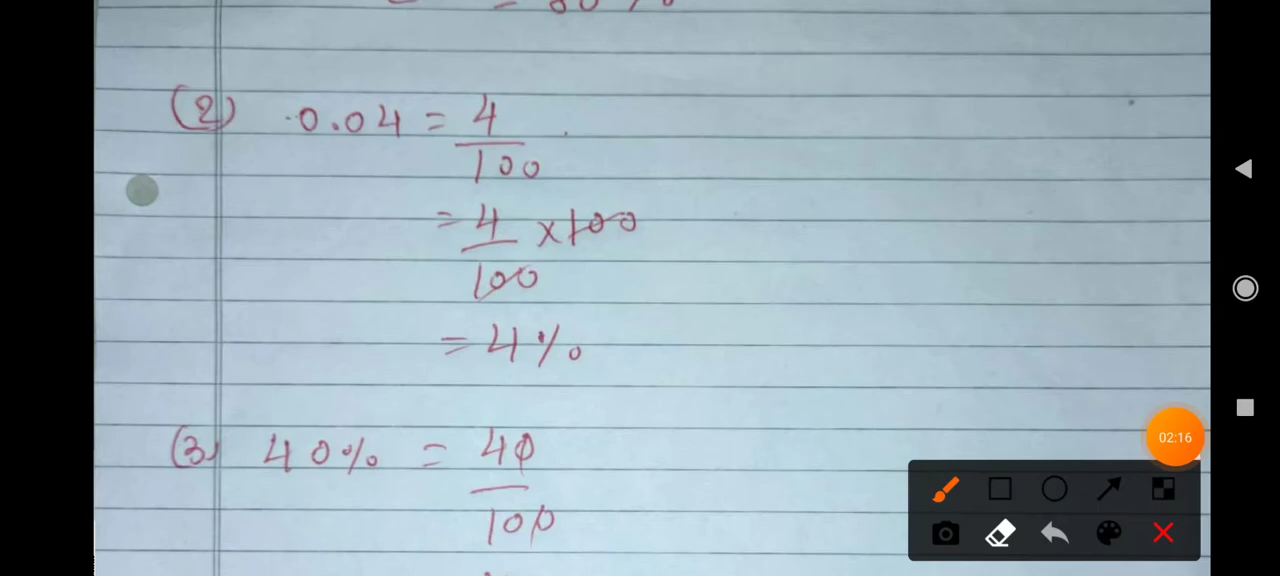 (2) 0.04 = 4
100
= 4 × 100
100
= 4%
(3) 40% = 40
100
02:16